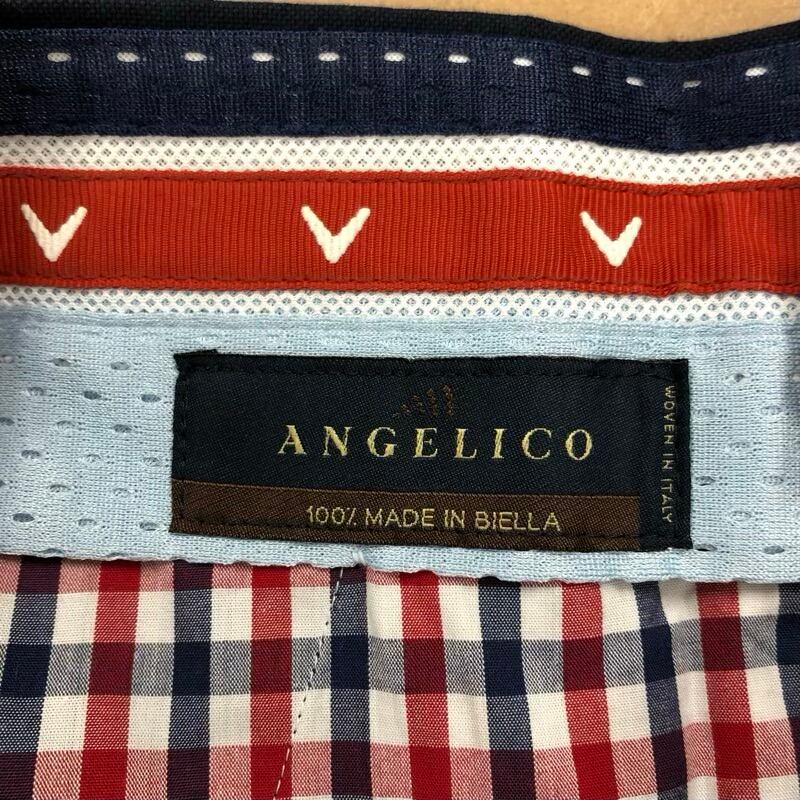 ANGELICO
100% MADE IN BIELLA
WOVEN IN ITALY